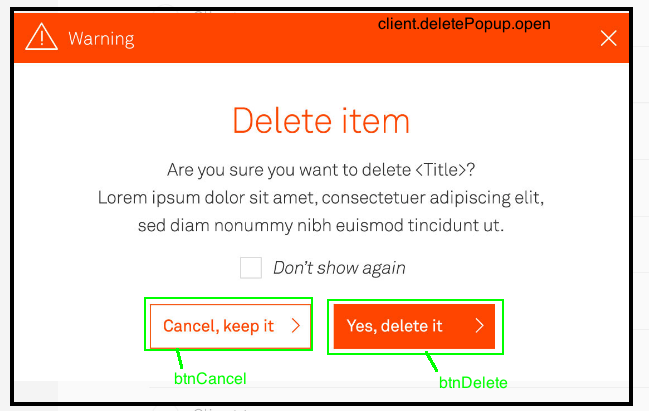 client.deletePopup.open
Warning
Delete item
Are you sure you want to delete <Title>?
Lorem ipsum dolor sit amet, consectetuer adipiscing elit,
sed diam nonummy nibh euismod tincidunt ut.
Don't show again
Cancel, keep it
Yes, delete it
btnCancel
btnDelete